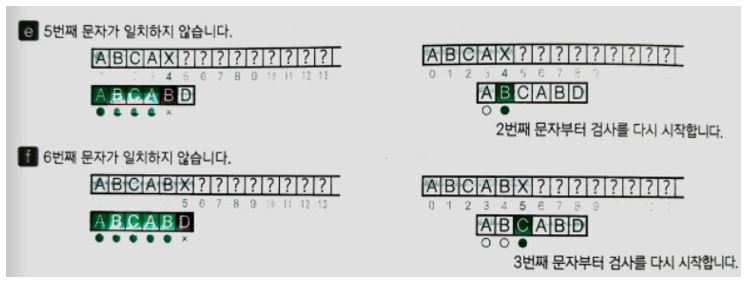 e 5번째 문자가 일치하지 않습니다.
A B C A X ? ? ? ? ? ? ? ? ?
4 5 6 7 8 9 10 11 12 13
A B C A B D
A B C A X ? ? ? ? ? ? ? ? ?
0 1 2 3 4 5 6 7 8 9
A B C A B D
2번째 문자부터 검사를 다시 시작합니다.
f 6번째 문자가 일치하지 않습니다.
A B C A B X ? ? ? ? ? ? ? ?
5 6 7 8 9 10 11 12 13
A B C A B D
A B C A B X ? ? ? ? ? ? ? ?
0 1 2 3 4 5 6 7 8 9
A B C A B D
3번째 문자부터 검사를 다시 시작합니다.